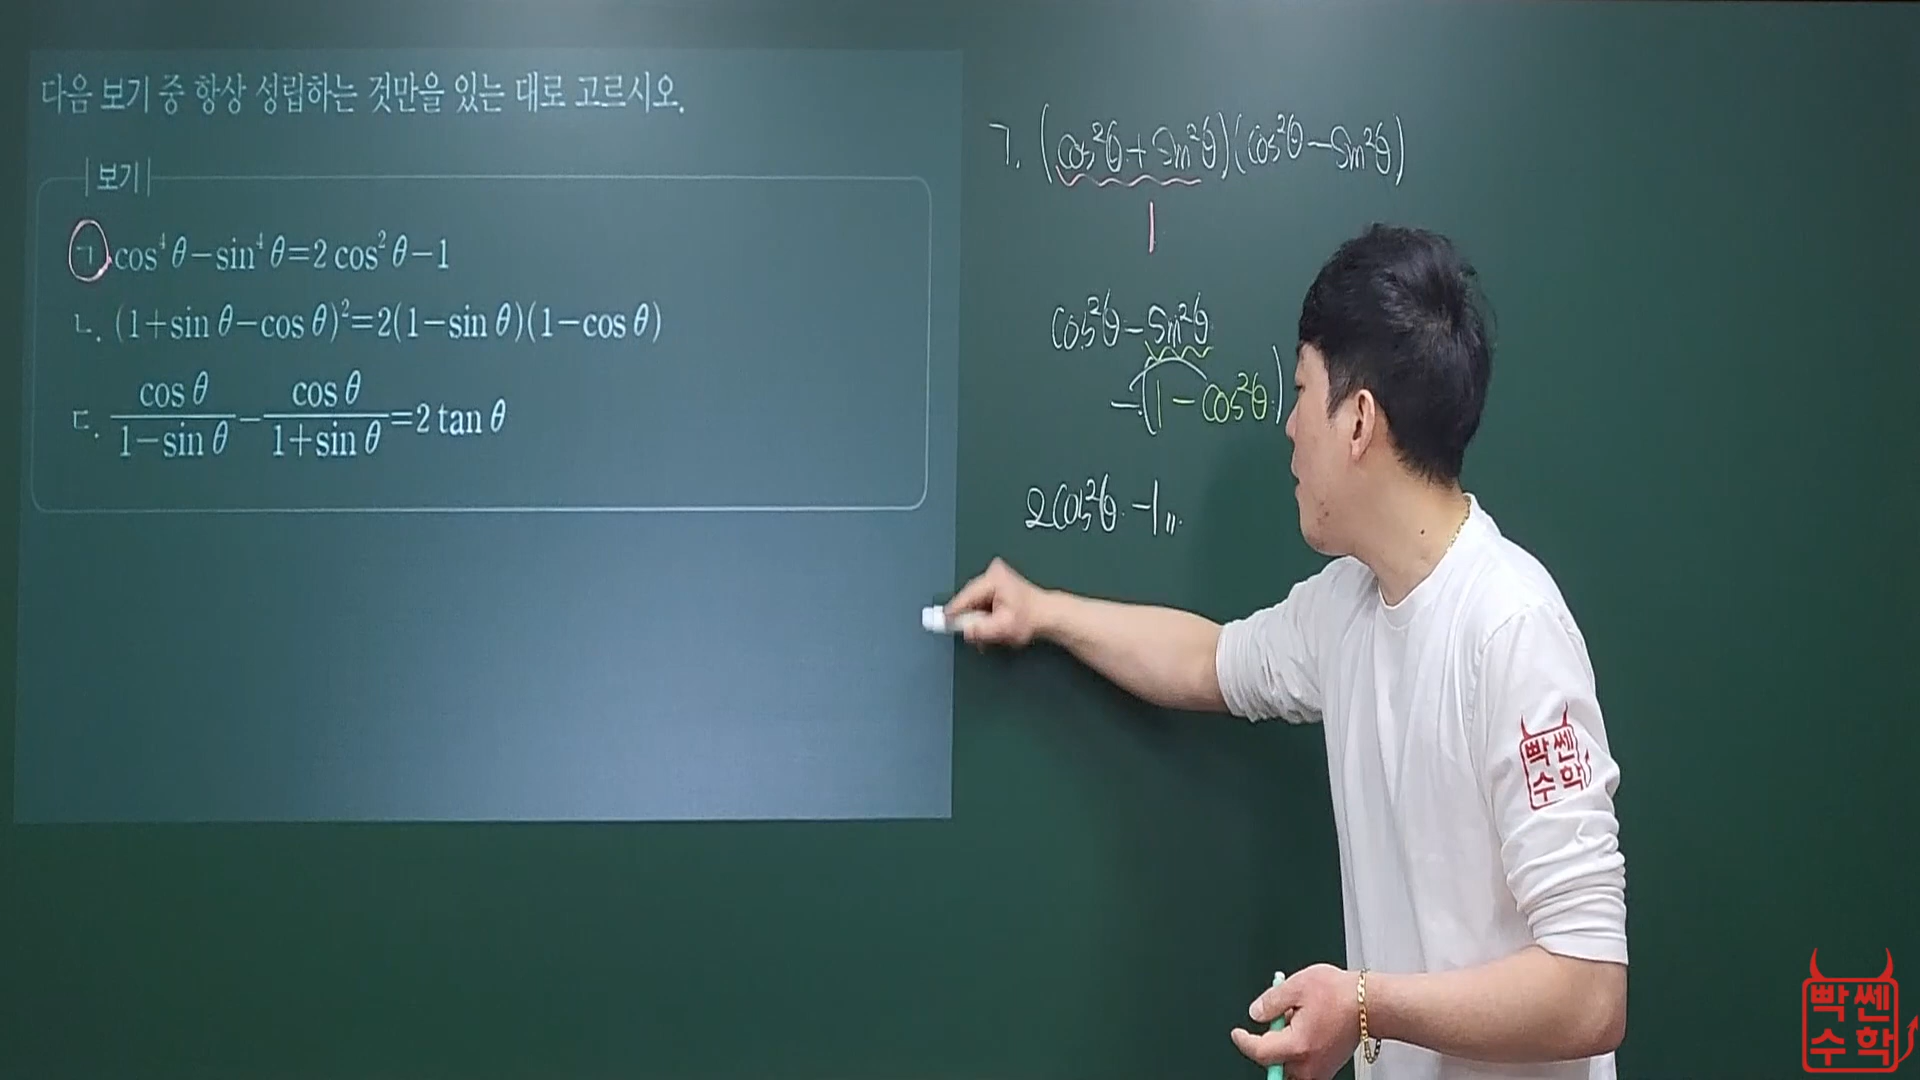 다음 보기 중 항상 성립하는 것만을 있는 대로 고르시오.
보기
ㄱ. cos⁴θ−sin⁴θ=2cos²θ−1
ㄴ. (1+sinθ−cosθ)²=2(1−sinθ)(1−cosθ)
ㄷ. cosθ/(1−sinθ) − cosθ/(1+sinθ) =2tanθ
ㄱ. (cos²θ+sin²θ)(cos²θ−sin²θ)
1
cos²θ−sin²θ
−(1−cos²θ)
2cos²θ−1
빡쎈
수학
빡쎈
수학